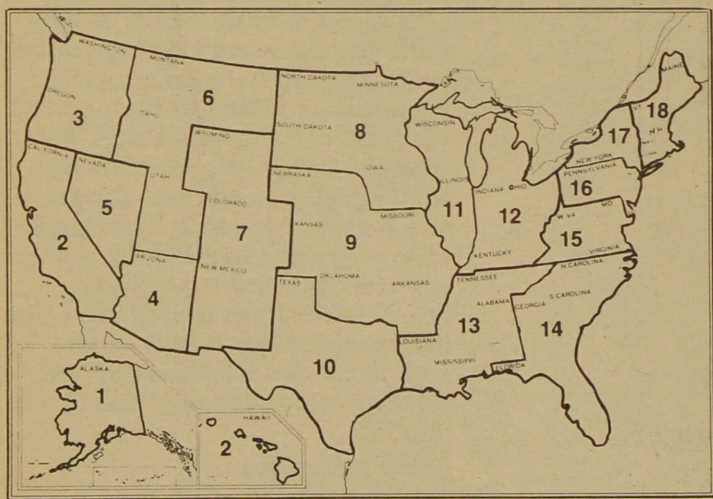 WASHINGTON
MONTANA
OREGON
3
IDAHO
6
NORTH DAKOTA
MINNESOTA
SOUTH DAKOTA
8
WISCONSIN
IOWA
MAINE
VT
18
N H
17
NEW YORK
CALIFORNIA
NEVADA
UTAH
WYOMING
2
5
COLORADO
7
NEBRASKA
KANSAS
MISSOURI
9
ILLINOIS
11
INDIANA
OHIO
12
KENTUCKY
PENNSYLVANIA
16
MD
W VA
15
VIRGINIA
ARIZONA
4
NEW MEXICO
TEXAS
OKLAHOMA
ARKANSAS
TENNESSEE
ALABAMA
13
N CAROLINA
S CAROLINA
GEORGIA
14
LOUISIANA
MISSISSIPPI
FLORIDA
10
ALASKA
1
HAWAII
2